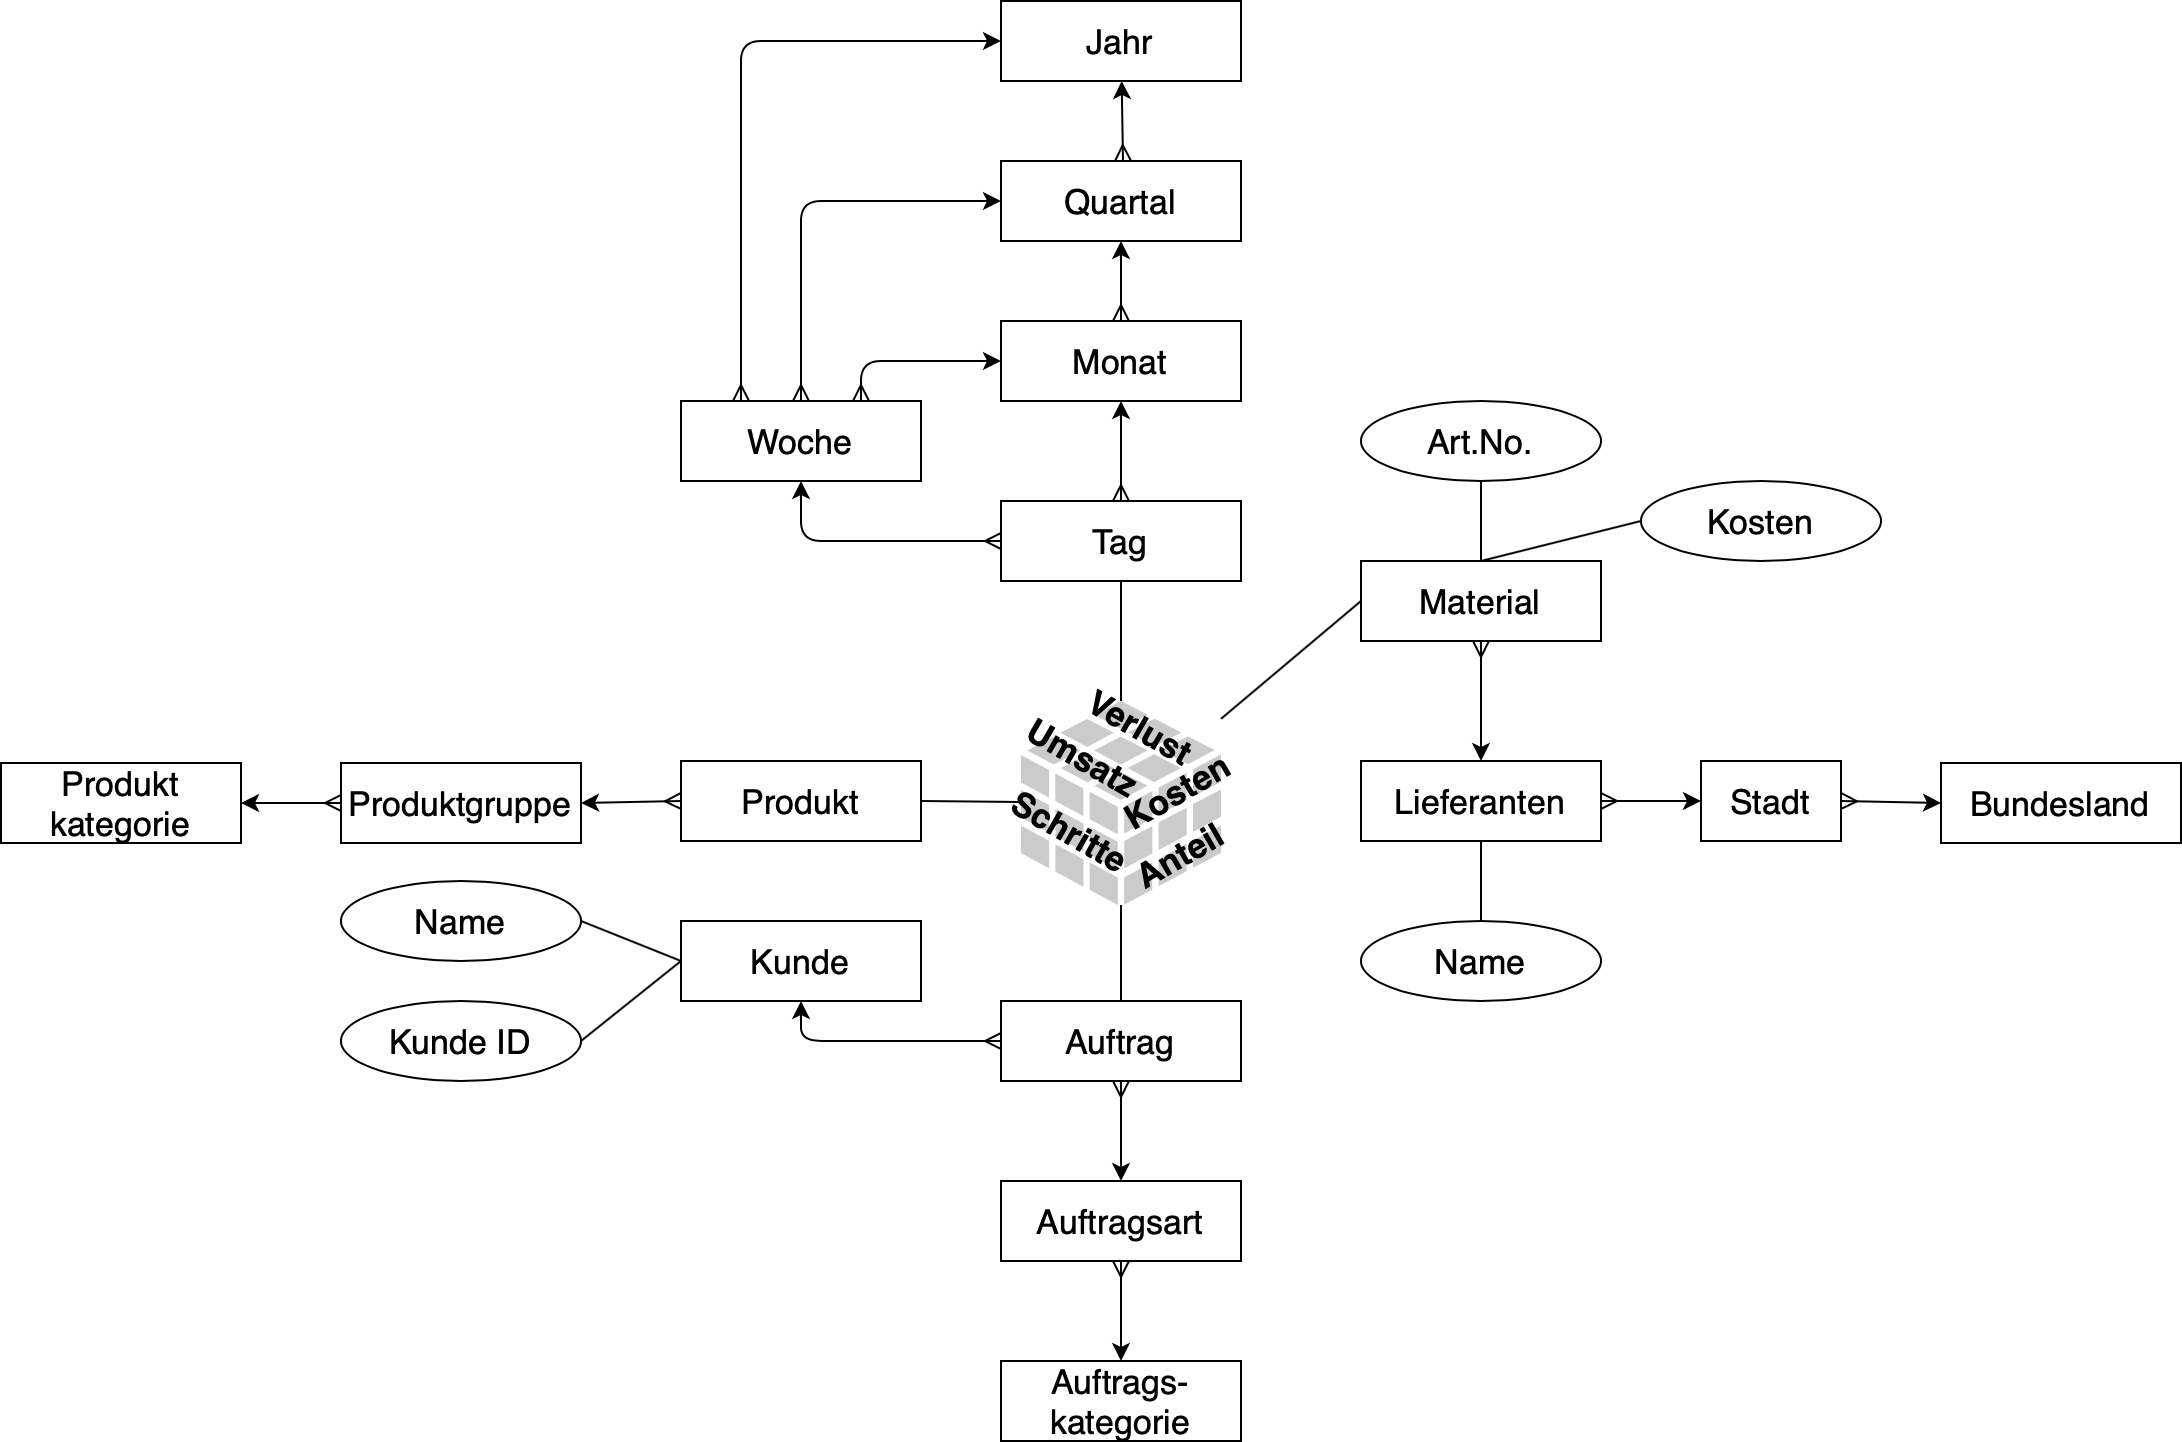 Jahr
Quartal
Monat
Woche
Art.No.
Kosten
Tag
Material
Verlust
Umsatz
Kosten
Schritte
Anteil
Produkt
kategorie
Produktgruppe
Produkt
Lieferanten
Stadt
Bundesland
Name
Kunde
Name
Kunde ID
Auftrag
Auftragsart
Auftrags-
kategorie